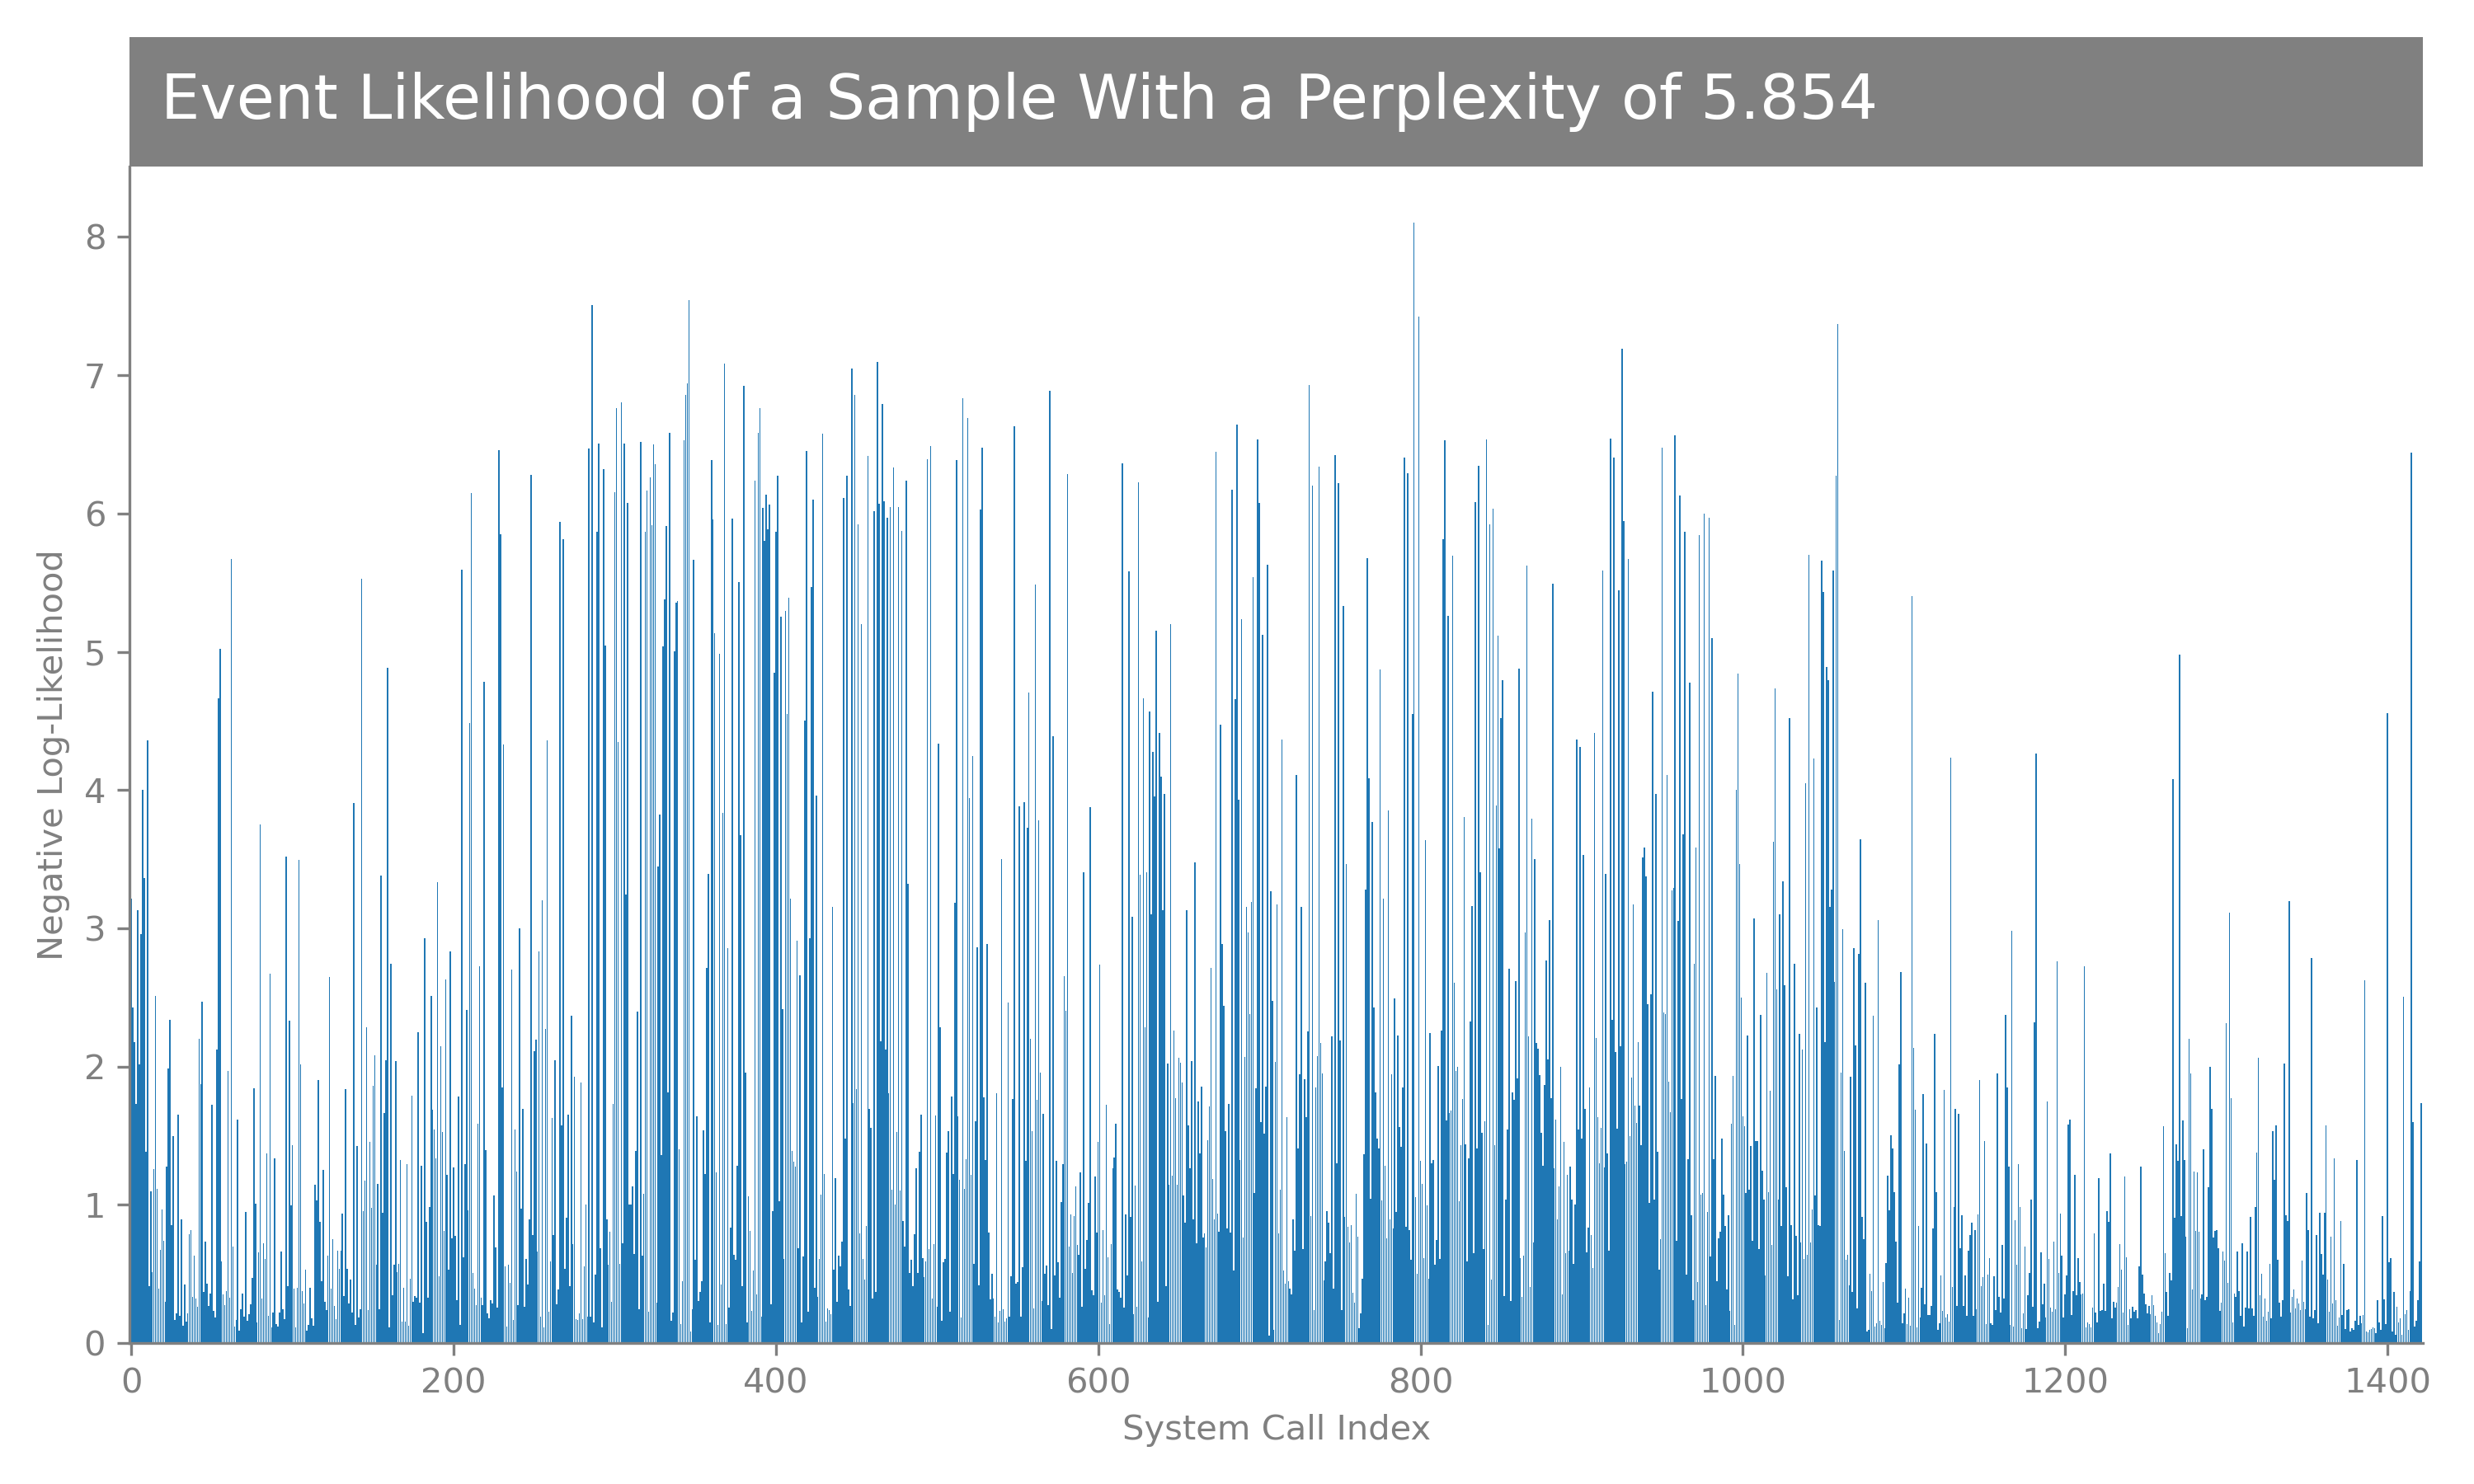 Event Likelihood of a Sample With a Perplexity of 5.854
8
7
6
5
4
3
2
1
0
Negative Log-Likelihood
0 200 400 600 800 1000 1200 1400
System Call Index